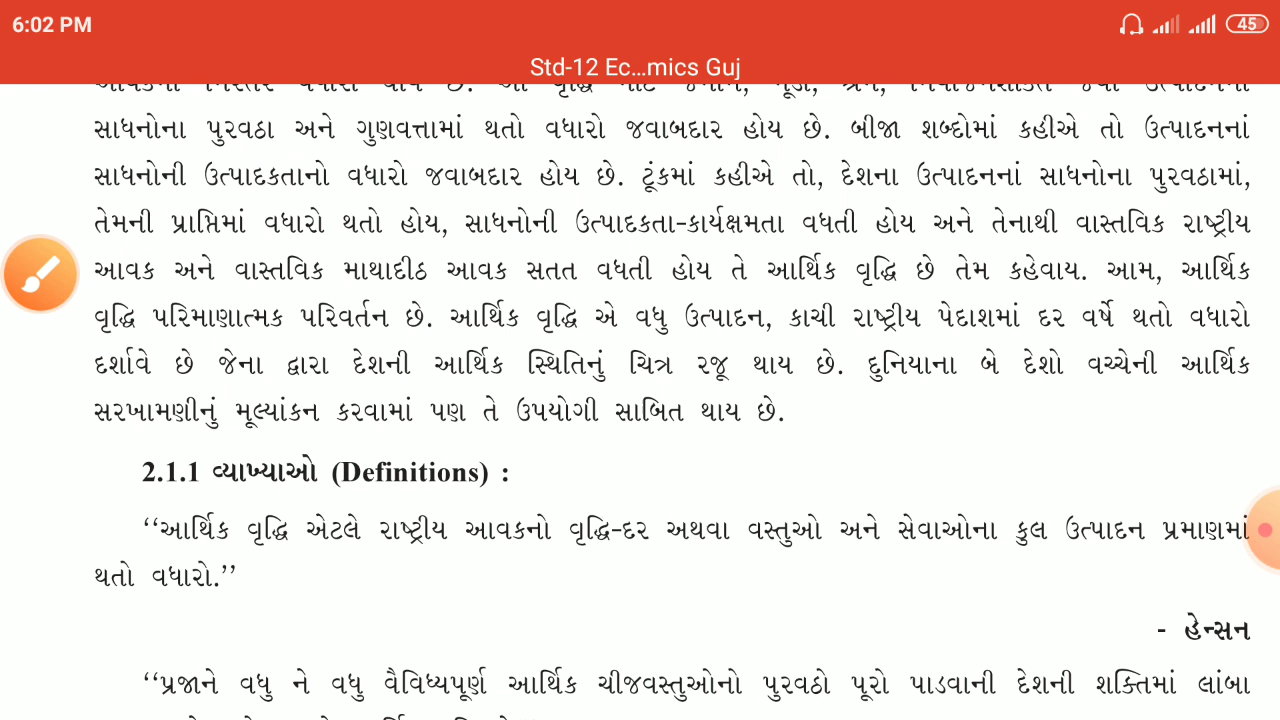 6:02 PM
45
Std-12 Ec...mics Guj
સાધનોના પુરવઠા અને ગુણવત્તામાં થતો વધારો જવાબદાર હોય છે. બીજા શબ્દોમાં કહીએ તો ઉત્પાદનનાં
સાધનોની ઉત્પાદકતાનો વધારો જવાબદાર હોય છે. ટૂંકમાં કહીએ તો, દેશના ઉત્પાદનનાં સાધનોના પુરવઠામાં,
તેમની પ્રાપ્તિમાં વધારો થતો હોય, સાધનોની ઉત્પાદકતા-કાર્યક્ષમતા વધતી હોય અને તેનાથી વાસ્તવિક રાષ્ટ્રીય
આવક અને વાસ્તવિક માથાદીઠ આવક સતત વધતી હોય તે આર્થિક વૃદ્ધિ છે તેમ કહેવાય. આમ, આર્થિક
વૃદ્ધિ પરિમાણાત્મક પરિવર્તન છે. આર્થિક વૃદ્ધિ એ વધુ ઉત્પાદન, કાચી રાષ્ટ્રીય પેદાશમાં દર વર્ષે થતો વધારો
દર્શાવે છે જેના દ્વારા દેશની આર્થિક સ્થિતિનું ચિત્ર રજૂ થાય છે. દુનિયાના બે દેશો વચ્ચેની આર્થિક
સરખામણીનું મૂલ્યાંકન કરવામાં પણ તે ઉપયોગી સાબિત થાય છે.
2.1.1 વ્યાખ્યાઓ (Definitions) :
‘‘આર્થિક વૃદ્ધિ એટલે રાષ્ટ્રીય આવકનો વૃદ્ધિ-દર અથવા વસ્તુઓ અને સેવાઓના કુલ ઉત્પાદન પ્રમાણમાં
થતો વધારો.’’
- હેન્સન
‘‘પ્રજાને વધુ ને વધુ વૈવિધ્યપૂર્ણ આર્થિક ચીજવસ્તુઓનો પુરવઠો પૂરો પાડવાની દેશની શક્તિમાં લાંબા